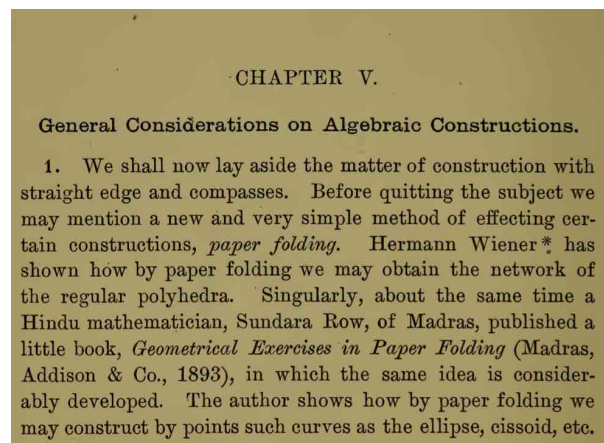 CHAPTER V.
General Considerations on Algebraic Constructions.
1. We shall now lay aside the matter of construction with
straight edge and compasses. Before quitting the subject we
may mention a new and very simple method of effecting cer-
tain constructions, paper folding. Hermann Wiener * has
shown how by paper folding we may obtain the network of
the regular polyhedra. Singularly, about the same time a
Hindu mathematician, Sundara Row, of Madras, published a
little book, Geometrical Exercises in Paper Folding (Madras,
Addison & Co., 1893), in which the same idea is consider-
ably developed. The author shows how by paper folding we
may construct by points such curves as the ellipse, cissoid, etc.